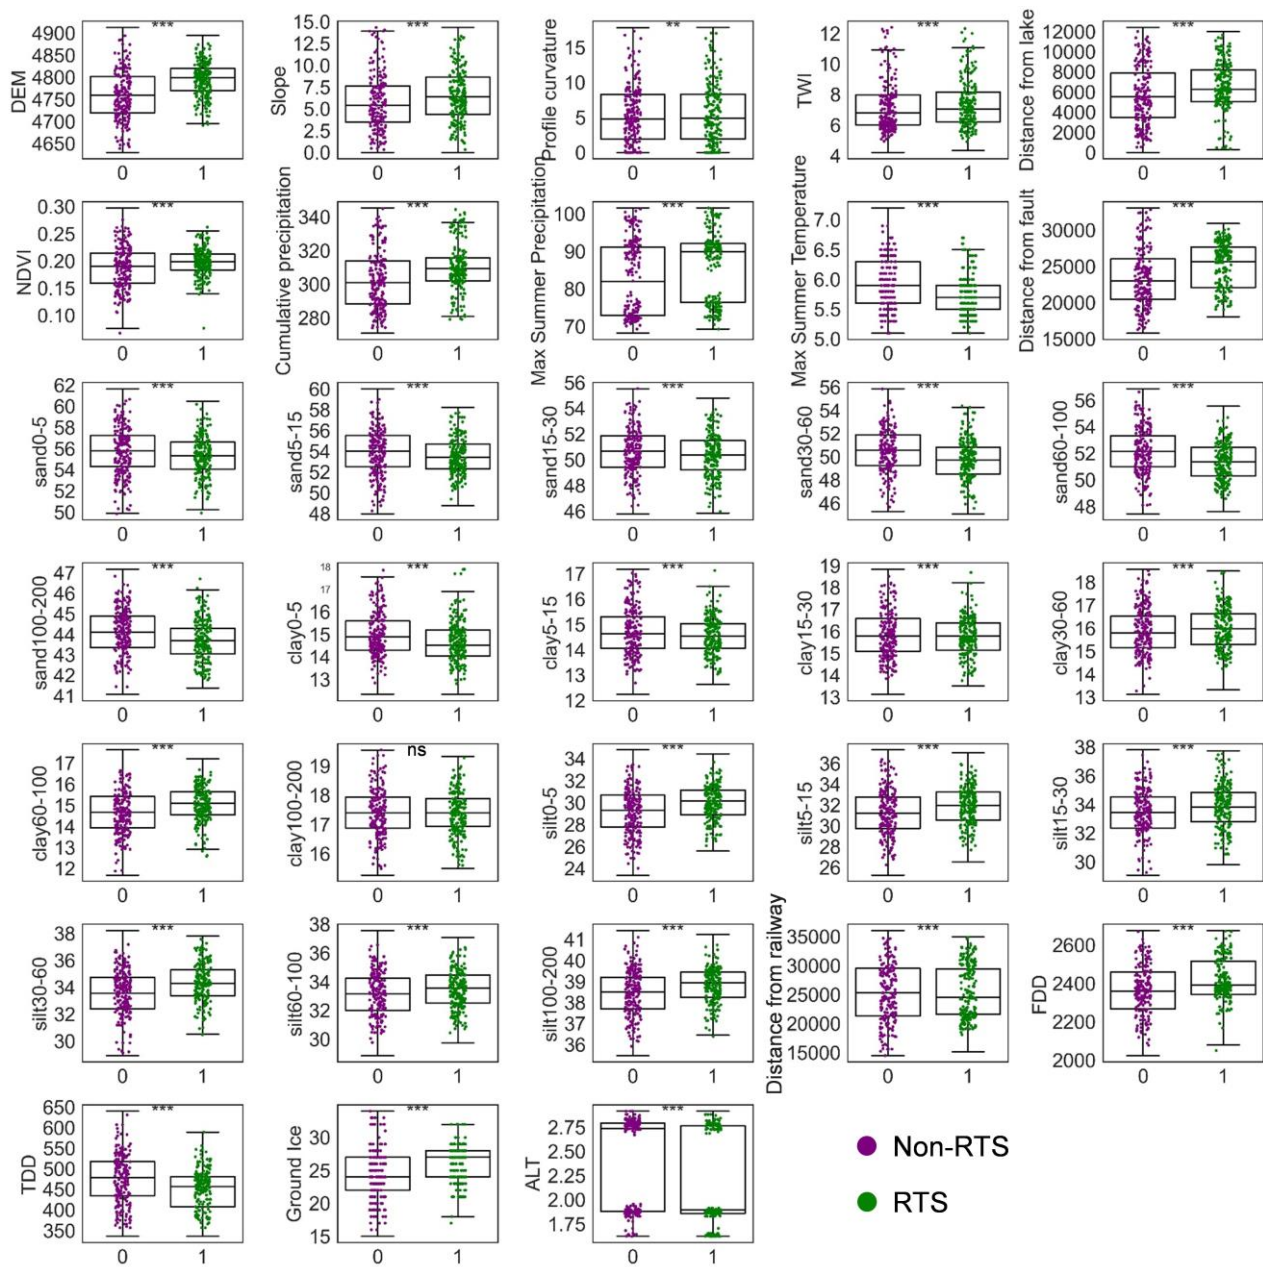 DEM 4900 4850 4800 4750 4700 4650 *** 0 1
Slope 15.0 12.5 10.0 7.5 5.0 2.5 0.0 *** 0 1
Profile curvature 15 10 5 0 ** 0 1
TWI 12 10 8 6 4 *** 0 1
Distance from lake 12000 10000 8000 6000 4000 2000 0 *** 0 1
NDVI 0.30 0.25 0.20 0.15 0.10 *** 0 1
Cumulative precipitation 340 320 300 280 *** 0 1
Max Summer Precipitation 100 90 80 70 *** 0 1
Max Summer Temperature 7.0 6.5 6.0 5.5 5.0 *** 0 1
Distance from fault 30000 25000 20000 15000 *** 0 1
sand0-5 62 60 58 56 54 52 50 *** 0 1
sand5-15 60 58 56 54 52 50 48 *** 0 1
sand15-30 56 54 52 50 48 46 *** 0 1
sand30-60 56 54 52 50 48 46 *** 0 1
sand60-100 56 54 52 50 48 *** 0 1
sand100-200 47 46 45 44 43 42 41 *** 0 1
clay0-5 18 17 16 15 14 13 *** 0 1
clay5-15 17 16 15 14 13 12 *** 0 1
clay15-30 19 18 17 16 15 14 13 *** 0 1
clay30-60 18 17 16 15 14 13 *** 0 1
clay60-100 17 16 15 14 13 12 *** 0 1
clay100-200 19 18 17 16 ns 0 1
silt0-5 34 32 30 28 26 24 *** 0 1
silt5-15 36 34 32 30 28 26 *** 0 1
silt15-30 38 36 34 32 30 *** 0 1
silt30-60 38 36 34 32 30 *** 0 1
silt60-100 38 36 34 32 30 *** 0 1
silt100-200 41 40 39 38 37 36 *** 0 1
Distance from railway 35000 30000 25000 20000 15000 *** 0 1
FDD 2600 2400 2200 2000 *** 0 1
TDD 650 600 550 500 450 400 350 *** 0 1
Ground Ice 30 25 20 15 *** 0 1
ALT 2.75 2.50 2.25 2.00 1.75 *** 0 1
Non-RTS
RTS